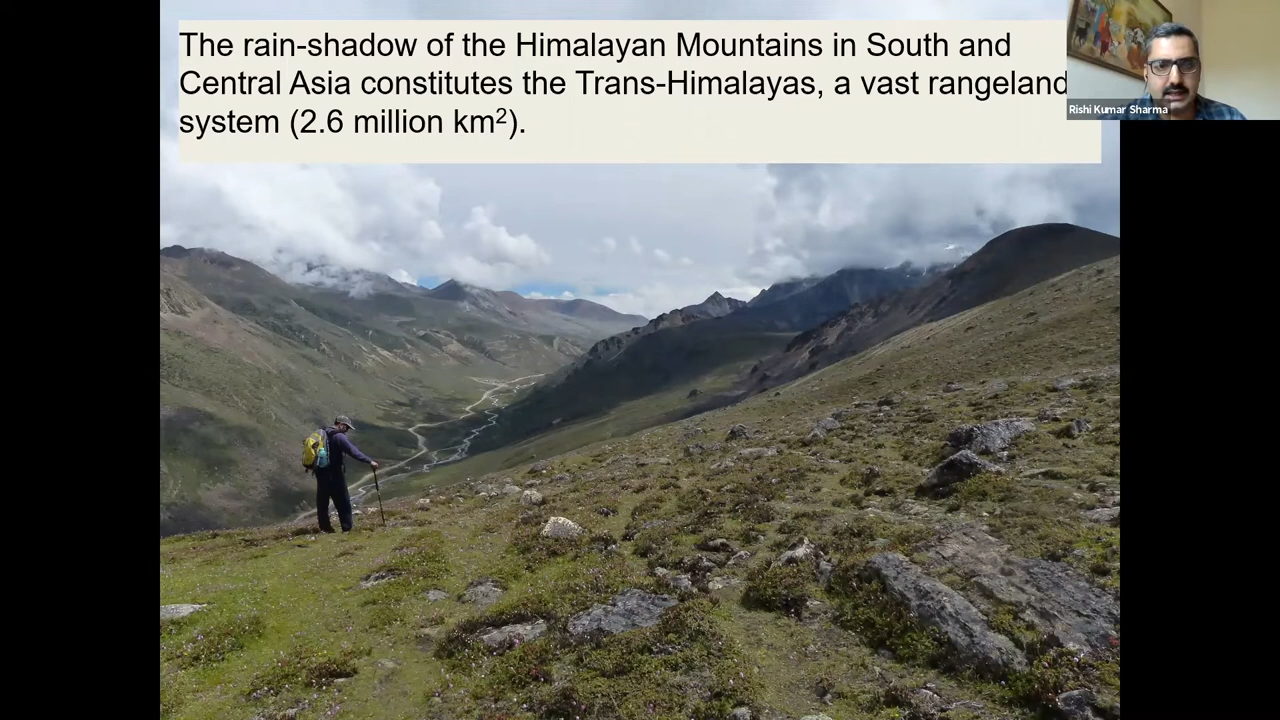 The rain-shadow of the Himalayan Mountains in South and
Central Asia constitutes the Trans-Himalayas, a vast rangeland
system (2.6 million km²).
Rishi Kumar Sharma